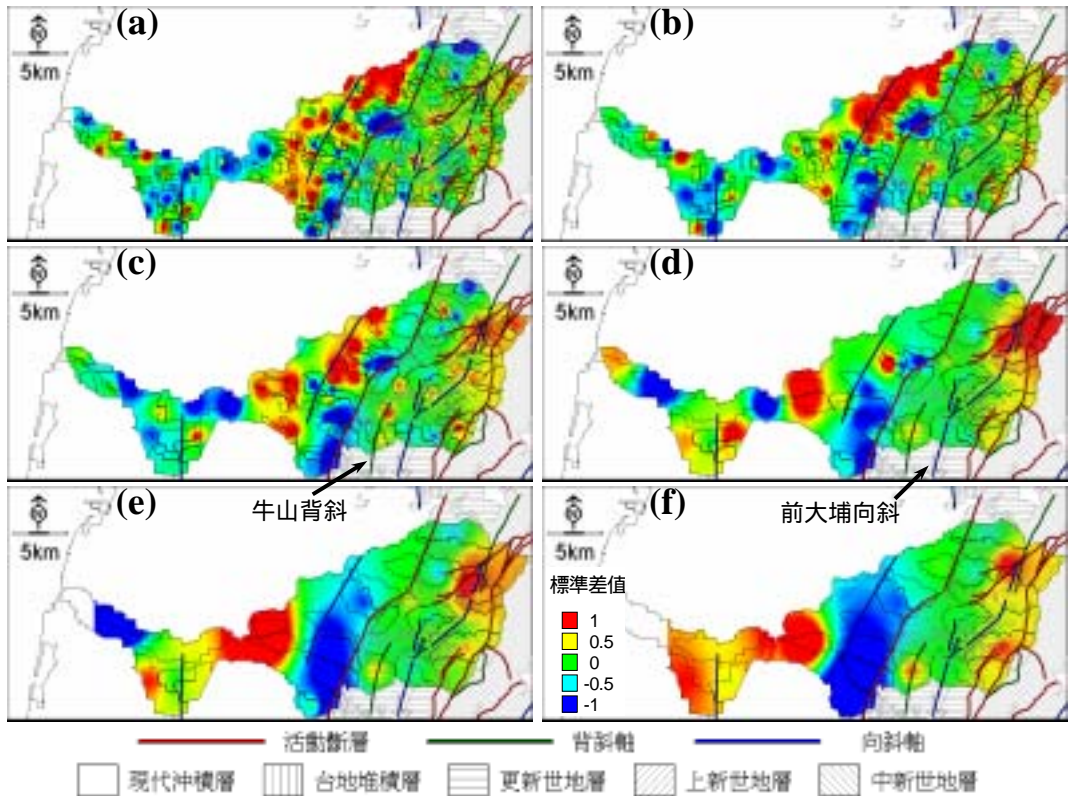 (a)
N
5km
(b)
N
5km
(c)
N
5km
牛山背斜
(d)
N
5km
前大埔向斜
(e)
N
5km
(f)
N
5km
標準差值
1
0.5
0
-0.5
-1
活動斷層 背斜軸 向斜軸
現代沖積層 台地堆積層 更新世地層 上新世地層 中新世地層